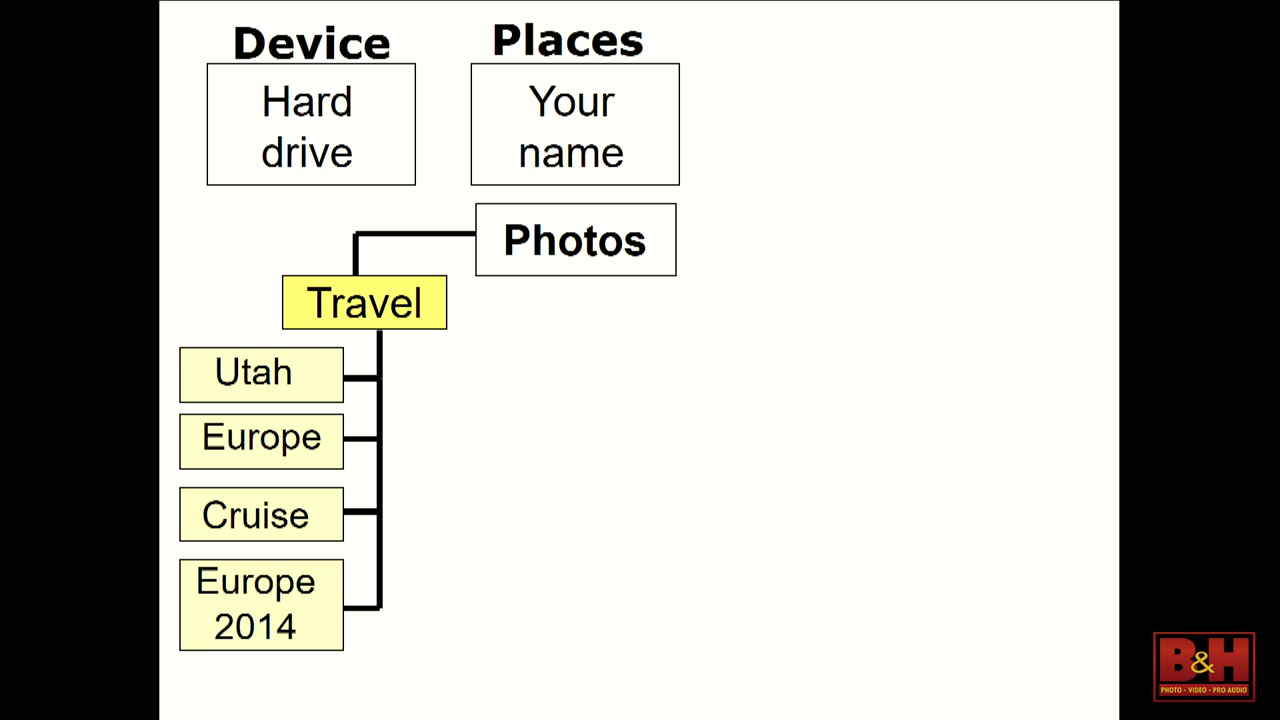 Device
Places
Hard
drive
Your
name
Photos
Travel
Utah
Europe
Cruise
Europe
2014
B&H
PHOTO - VIDEO - PRO AUDIO